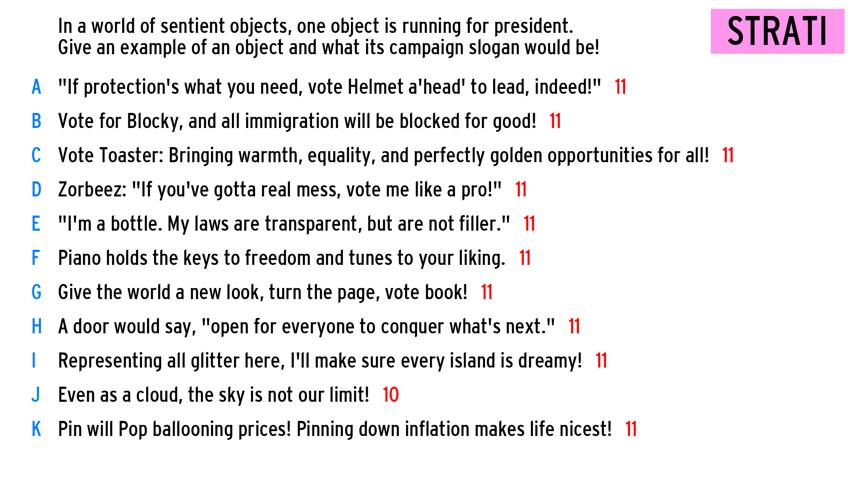 In a world of sentient objects, one object is running for president.
Give an example of an object and what its campaign slogan would be!
STRATI
A "If protection's what you need, vote Helmet a'head' to lead, indeed!" 11
B Vote for Blocky, and all immigration will be blocked for good! 11
C Vote Toaster: Bringing warmth, equality, and perfectly golden opportunities for all! 11
D Zorbeez: "If you've gotta real mess, vote me like a pro!" 11
E "I'm a bottle. My laws are transparent, but are not filler." 11
F Piano holds the keys to freedom and tunes to your liking. 11
G Give the world a new look, turn the page, vote book! 11
H A door would say, "open for everyone to conquer what's next." 11
I Representing all glitter here, I'll make sure every island is dreamy! 11
J Even as a cloud, the sky is not our limit! 10
K Pin will Pop ballooning prices! Pinning down inflation makes life nicest! 11